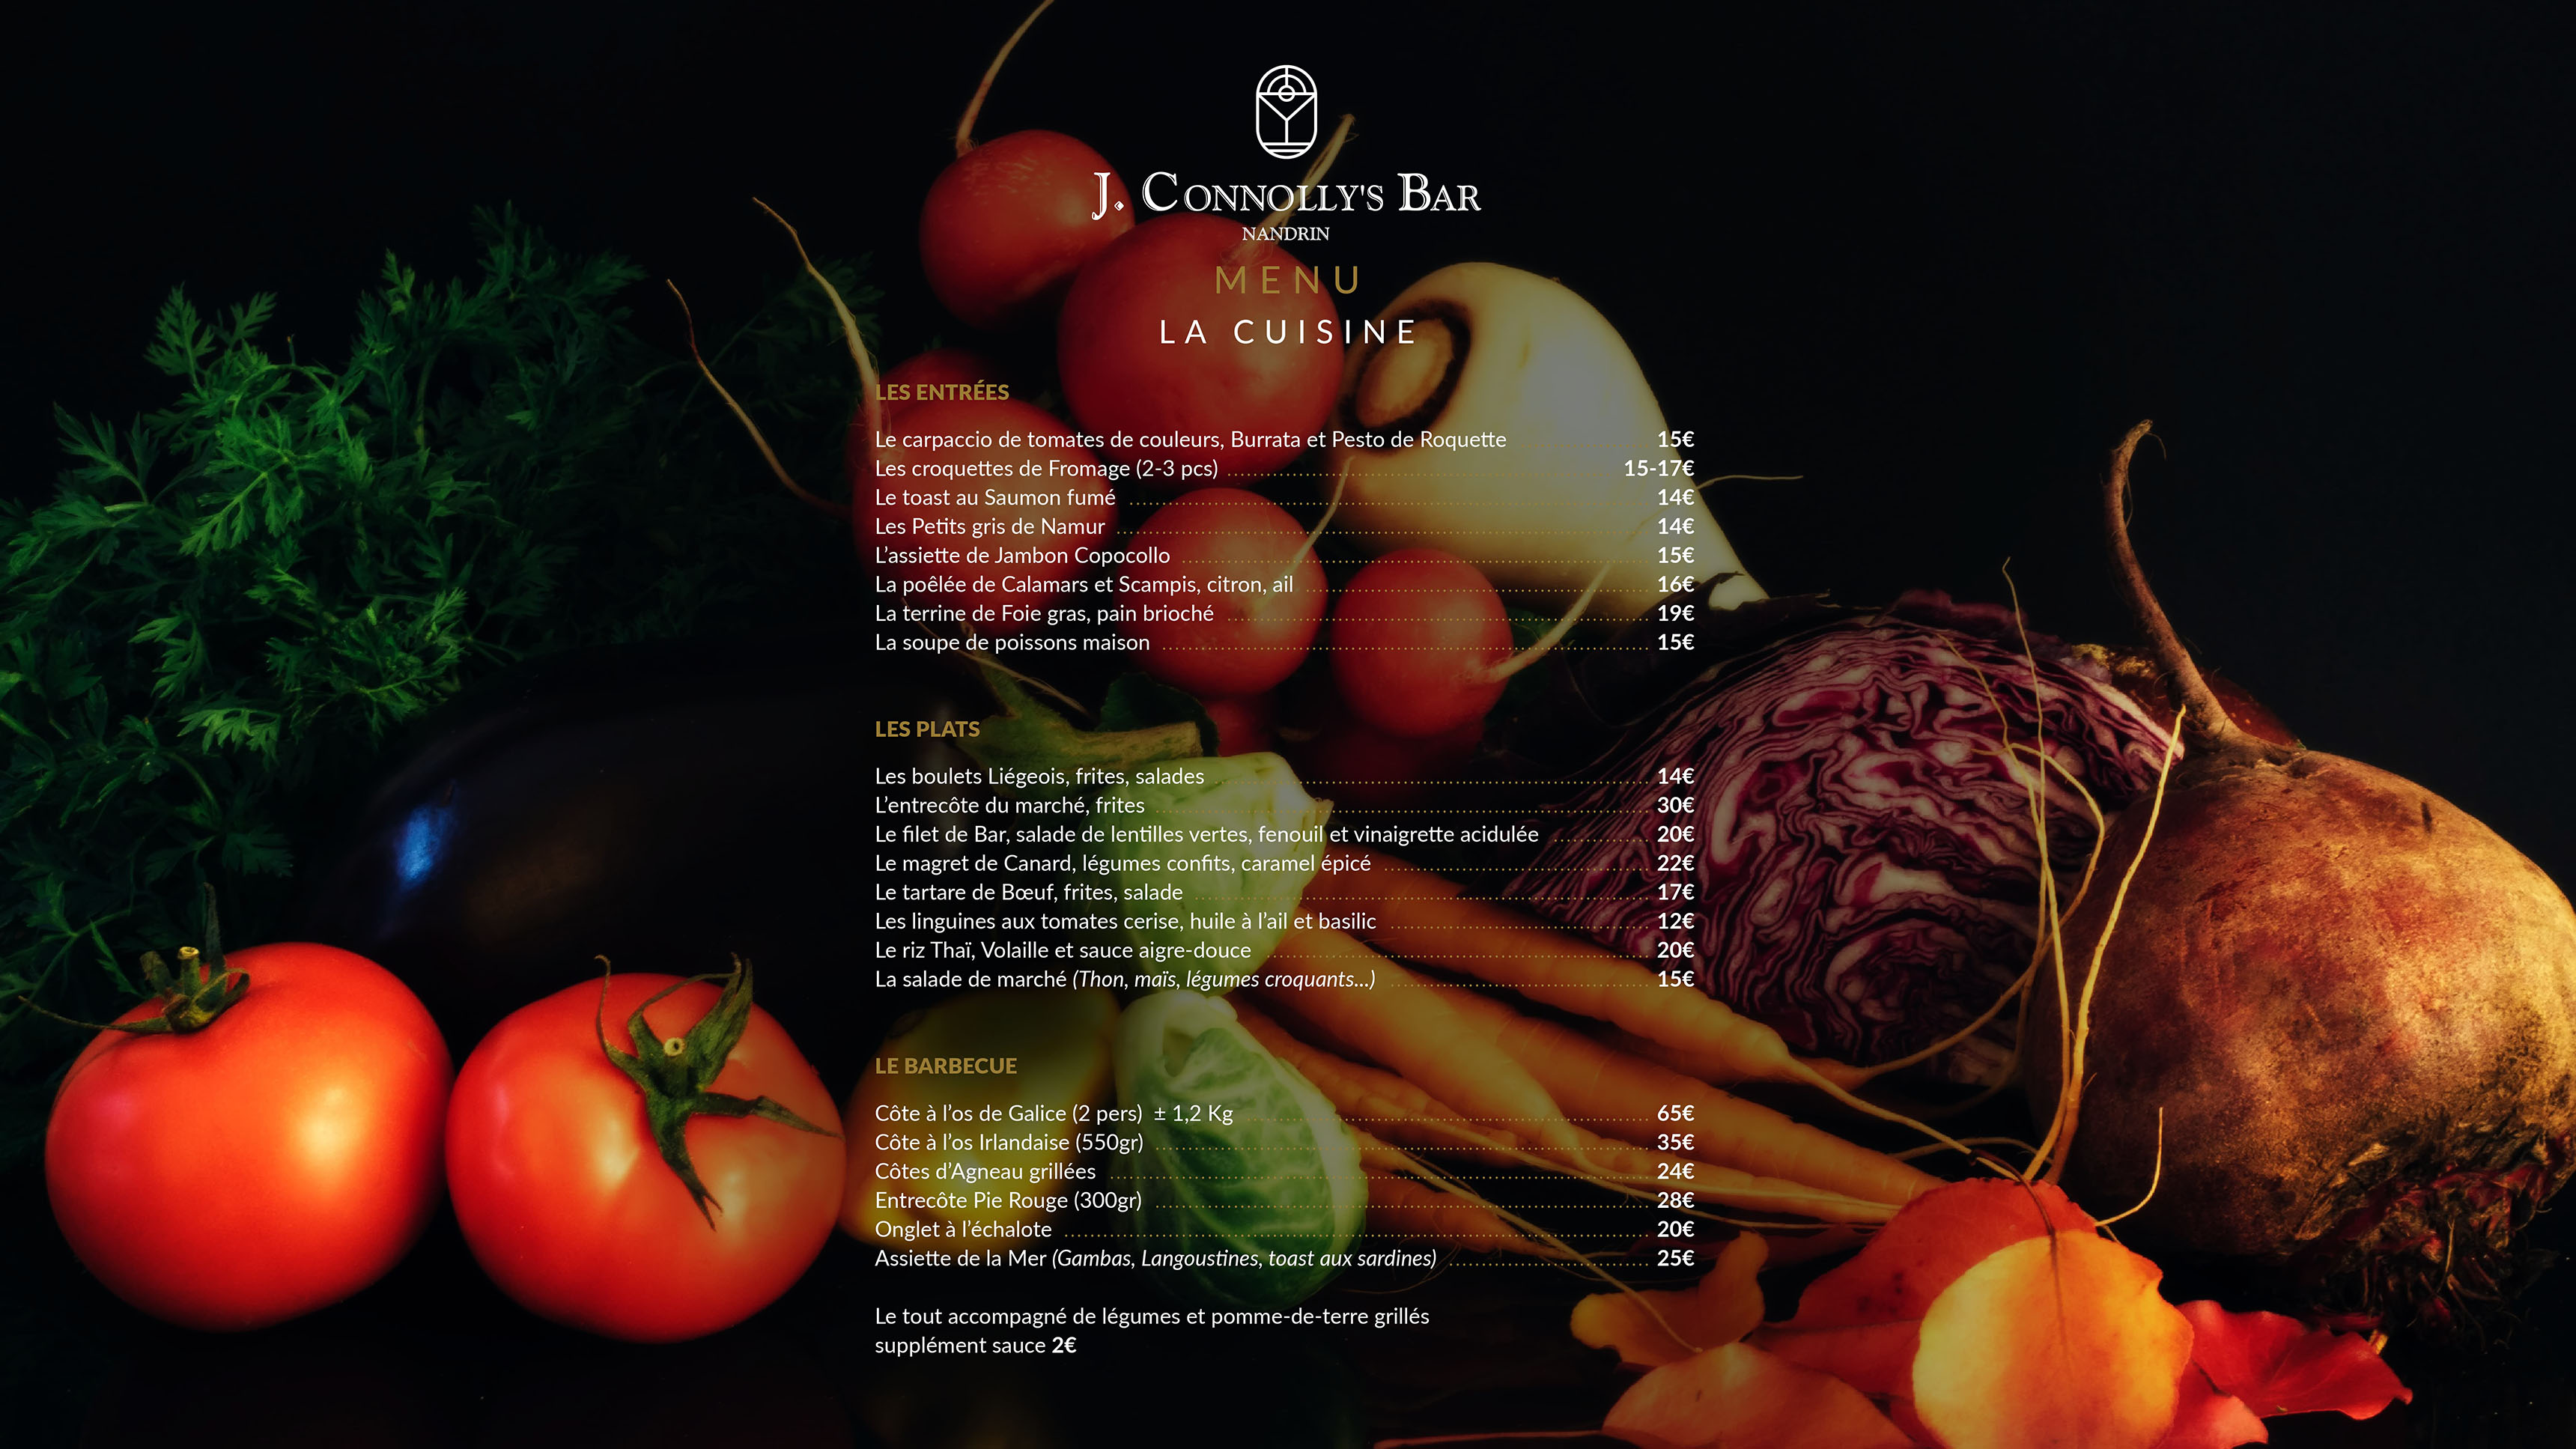 J. CONNOLLY'S BAR
NANDRIN
MENU
LA CUISINE
LES ENTRÉES
Le carpaccio de tomates de couleurs, Burrata et Pesto de Roquette 15€
Les croquettes de Fromage (2-3 pcs) 15-17€
Le toast au Saumon fumé 14€
Les Petits gris de Namur 14€
L'assiette de Jambon Copocollo 15€
La poêlée de Calamars et Scampis, citron, ail 16€
La terrine de Foie gras, pain brioché 19€
La soupe de poissons maison 15€
LES PLATS
Les boulets Liégeois, frites, salades 14€
L'entrecôte du marché, frites 30€
Le filet de Bar, salade de lentilles vertes, fenouil et vinaigrette acidulée 20€
Le magret de Canard, légumes confits, caramel épicé 22€
Le tartare de Bœuf, frites, salade 17€
Les linguines aux tomates cerise, huile à l'ail et basilic 12€
Le riz Thaï, Volaille et sauce aigre-douce 20€
La salade de marché (Thon, maïs, légumes croquants...) 15€
LE BARBECUE
Côte à l'os de Galice (2 pers) ± 1,2 Kg 65€
Côte à l'os Irlandaise (550gr) 35€
Côtes d'Agneau grillées 24€
Entrecôte Pie Rouge (300gr) 28€
Onglet à l'échalote 20€
Assiette de la Mer (Gambas, Langoustines, toast aux sardines) 25€
Le tout accompagné de légumes et pomme-de-terre grillés
supplément sauce 2€